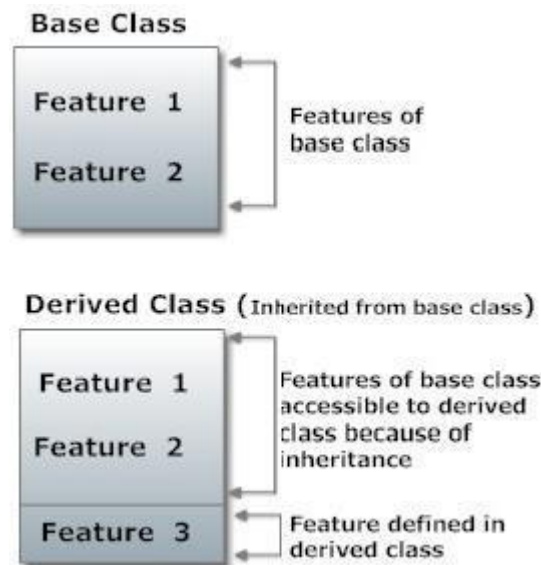 Base Class
Feature 1
Feature 2
Features of
base class
Derived Class (Inherited from base class)
Feature 1
Feature 2
Features of base class
accessible to derived
class because of
inheritance
Feature 3
Feature defined in
derived class